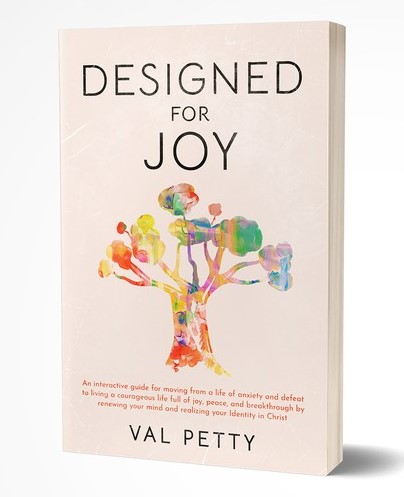 DESIGNED
FOR
JOY
An interactive guide for moving from a life of anxiety and defeat
to living a courageous life full of joy, peace, and breakthrough by
renewing your mind and realizing your Identity in Christ
VAL PETTY